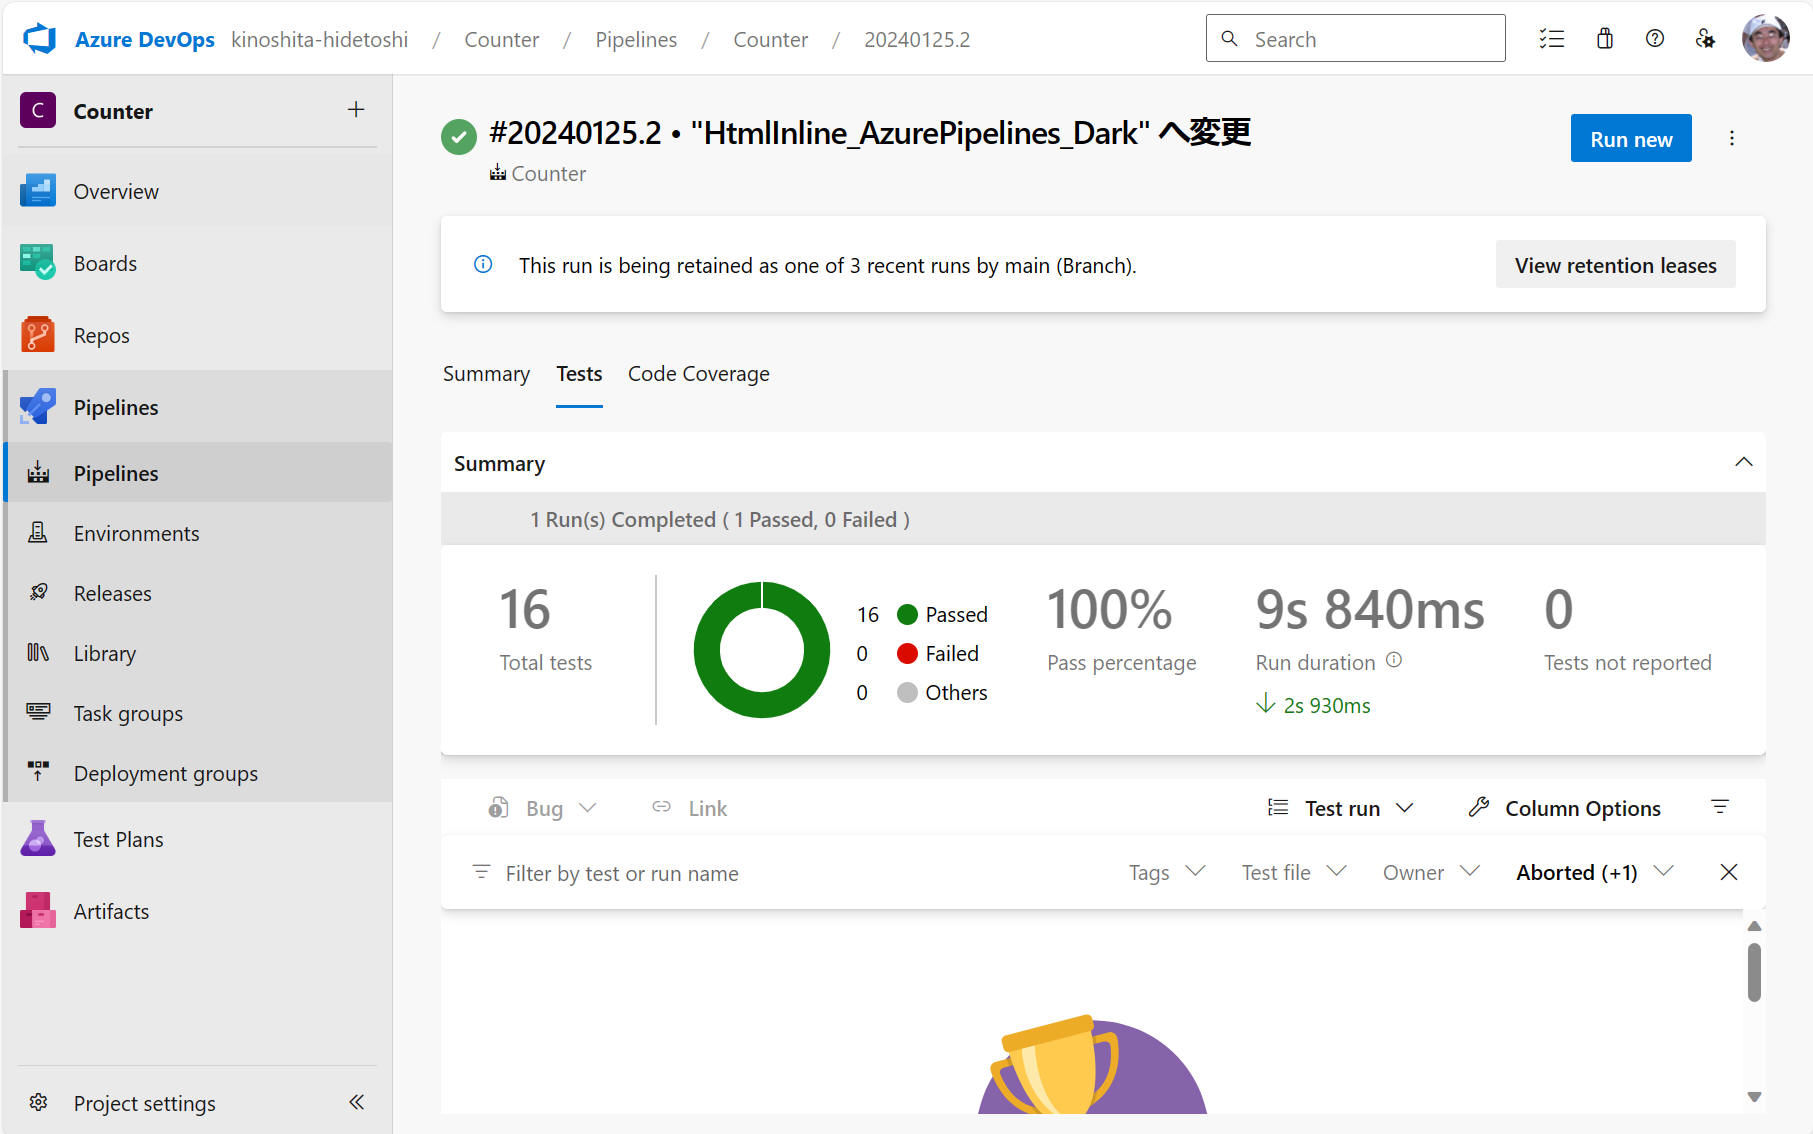 Azure DevOps kinoshita-hidetoshi / Counter / Pipelines / Counter / 20240125.2
Search
C Counter
Overview
Boards
Repos
Pipelines
Pipelines
Environments
Releases
Library
Task groups
Deployment groups
Test Plans
Artifacts
Project settings
#20240125.2 • "HtmlInline_AzurePipelines_Dark" へ変更
Run new
Counter
This run is being retained as one of 3 recent runs by main (Branch).
View retention leases
Summary Tests Code Coverage
Summary
1 Run(s) Completed ( 1 Passed, 0 Failed )
16
Total tests
16 Passed
0 Failed
0 Others
100%
Pass percentage
9s 840ms
Run duration
2s 930ms
0
Tests not reported
Bug Link Test run Column Options
Filter by test or run name Tags Test file Owner Aborted (+1)